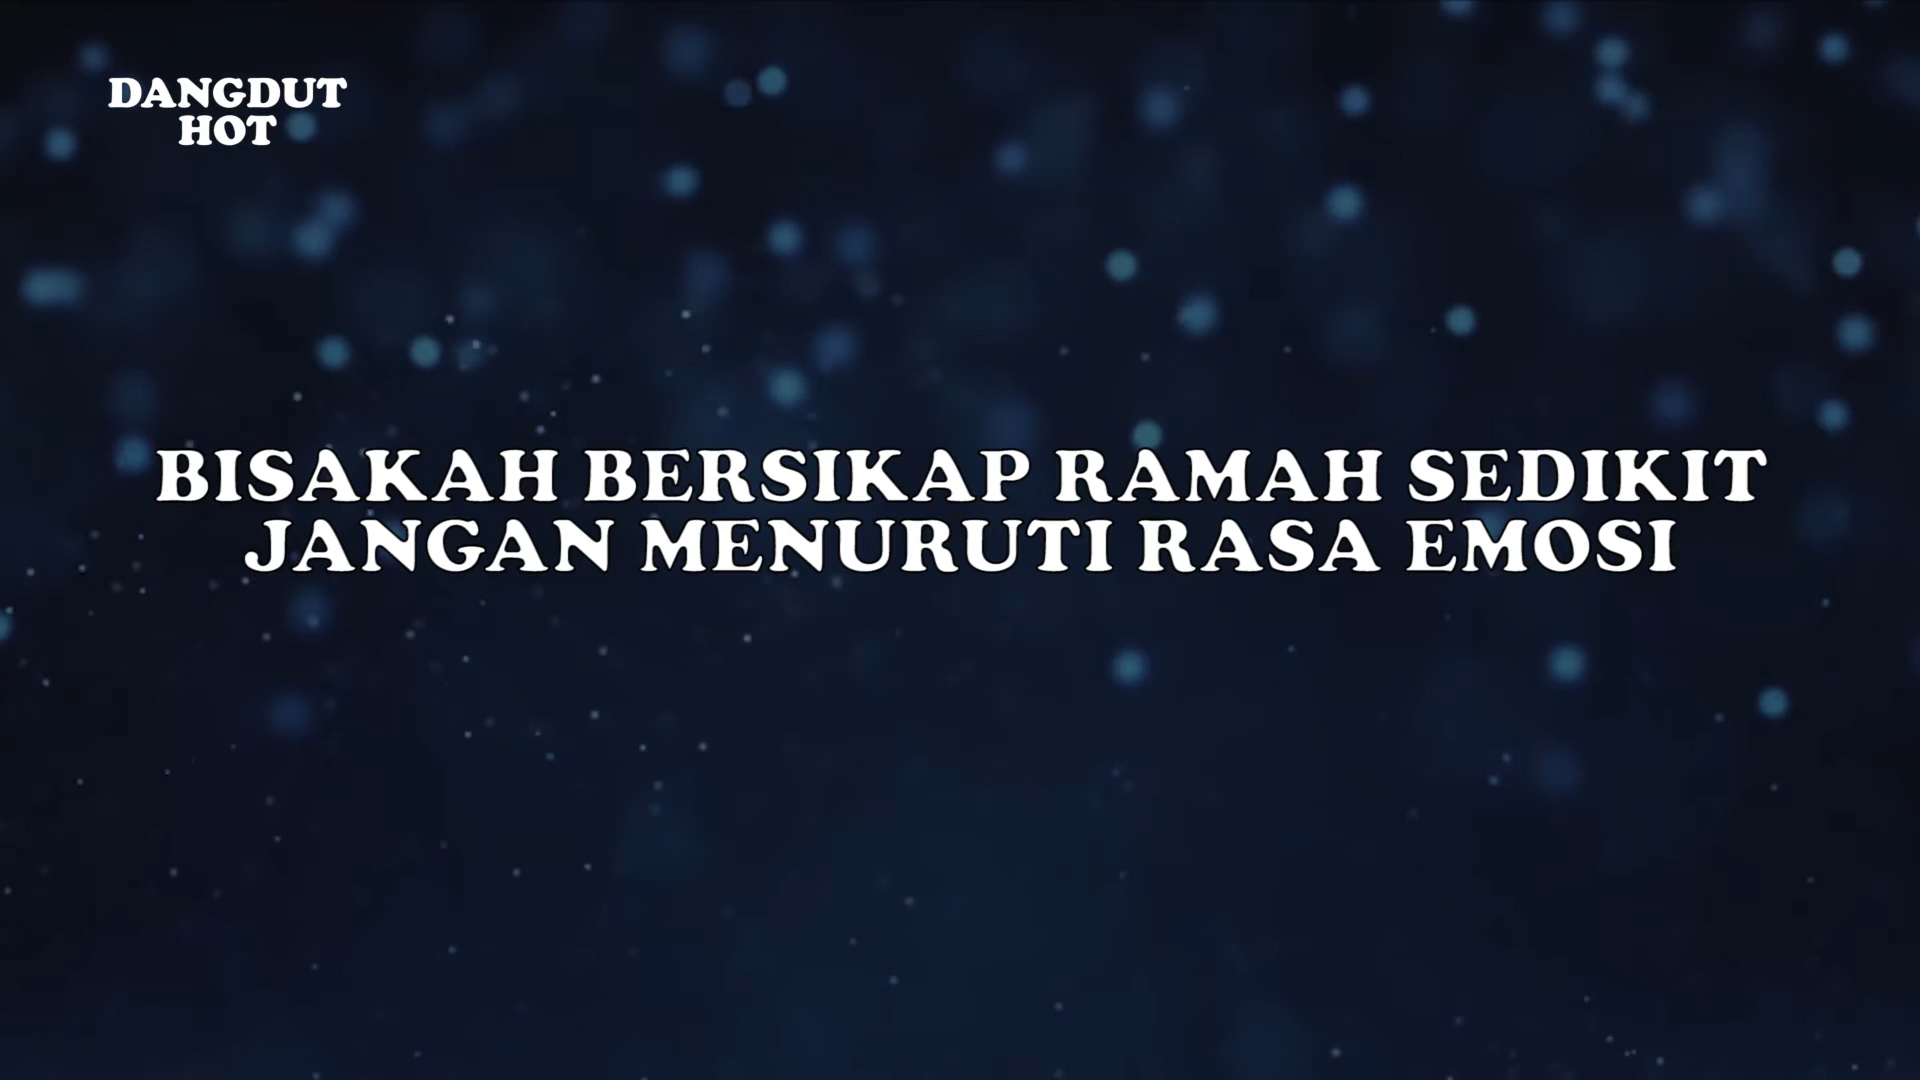 DANGDUT
HOT
BISAKAH BERSIKAP RAMAH SEDIKIT
JANGAN MENURUTI RASA EMOSI